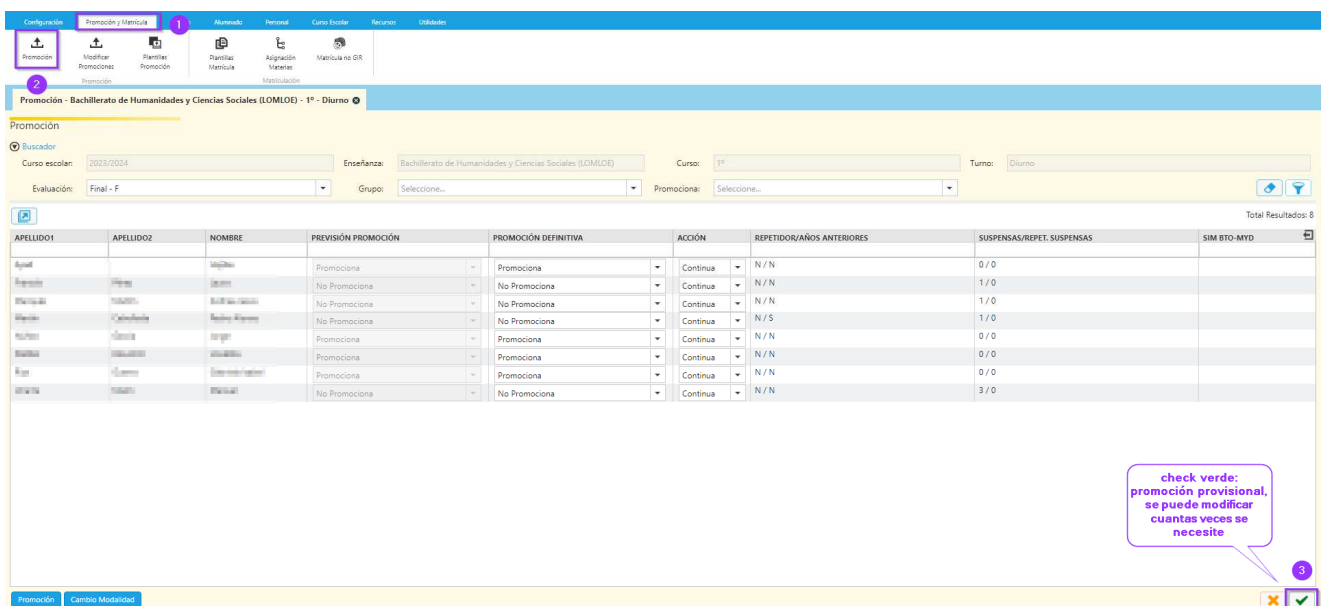 Configuración Promoción y Matrícula 1 Alumnado Personal Curso Escolar Recursos Utilidades
Promoción Modificar Promociones Plantillas Promoción Plantillas Matrícula Asignación Materias Matrícula no GIR
2 Promoción Matriculación
Promoción - Bachillerato de Humanidades y Ciencias Sociales (LOMLOE) - 1º - Diurno
Promoción
Buscador
Curso escolar: 2023/2024 Enseñanza: Bachillerato de Humanidades y Ciencias Sociales (LOMLOE) Curso: 1º Turno: Diurno
Evaluación: Final - F Grupo: Seleccione... Promociona: Seleccione...
Total Resultados: 8
APELLIDO1 APELLIDO2 NOMBRE PREVISIÓN PROMOCIÓN PROMOCIÓN DEFINITIVA ACCIÓN REPETIDOR/AÑOS ANTERIORES SUSPENSAS/REPET. SUSPENSAS SIM BTO-MYD
Promociona Promociona Continua N / N 0 / 0
No Promociona No Promociona Continua N / N 1 / 0
No Promociona No Promociona Continua N / N 1 / 0
No Promociona No Promociona Continua N / S 1 / 0
Promociona Promociona Continua N / N 0 / 0
Promociona Promociona Continua N / N 0 / 0
Promociona Promociona Continua N / N 0 / 0
No Promociona No Promociona Continua N / N 3 / 0
check verde:
promoción provisional,
se puede modificar
cuantas veces se
necesite
3
Promoción Cambio Modalidad